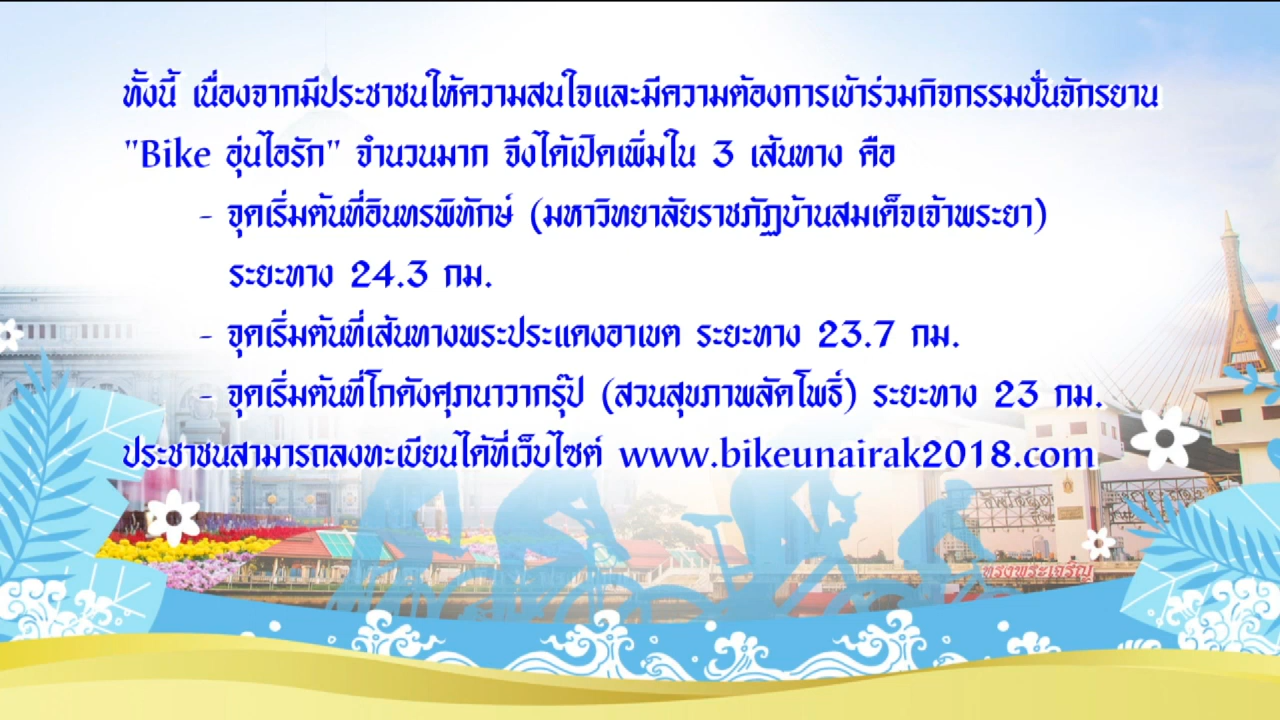 ทั้งนี้ เนื่องจากมีประชาชนให้ความสนใจและมีความต้องการเข้าร่วมกิจกรรมปั่นจักรยาน
"Bike อุ่นไอรัก" จำนวนมาก จึงได้เปิดเพิ่มใน 3 เส้นทาง คือ
- จุดเริ่มต้นที่อินทรพิทักษ์ (มหาวิทยาลัยราชภัฏบ้านสมเด็จเจ้าพระยา)
ระยะทาง 24.3 กม.
- จุดเริ่มต้นที่เส้นทางพระประแดงอาเขต ระยะทาง 23.7 กม.
- จุดเริ่มต้นที่โกดังศุภนาวากรุ๊ป (สวนสุขภาพลัดโพธิ์) ระยะทาง 23 กม.
ประชาชนสามารถลงทะเบียนได้ที่เว็บไซต์ www.bikeunairak2018.com
ทรงพระเจริญ